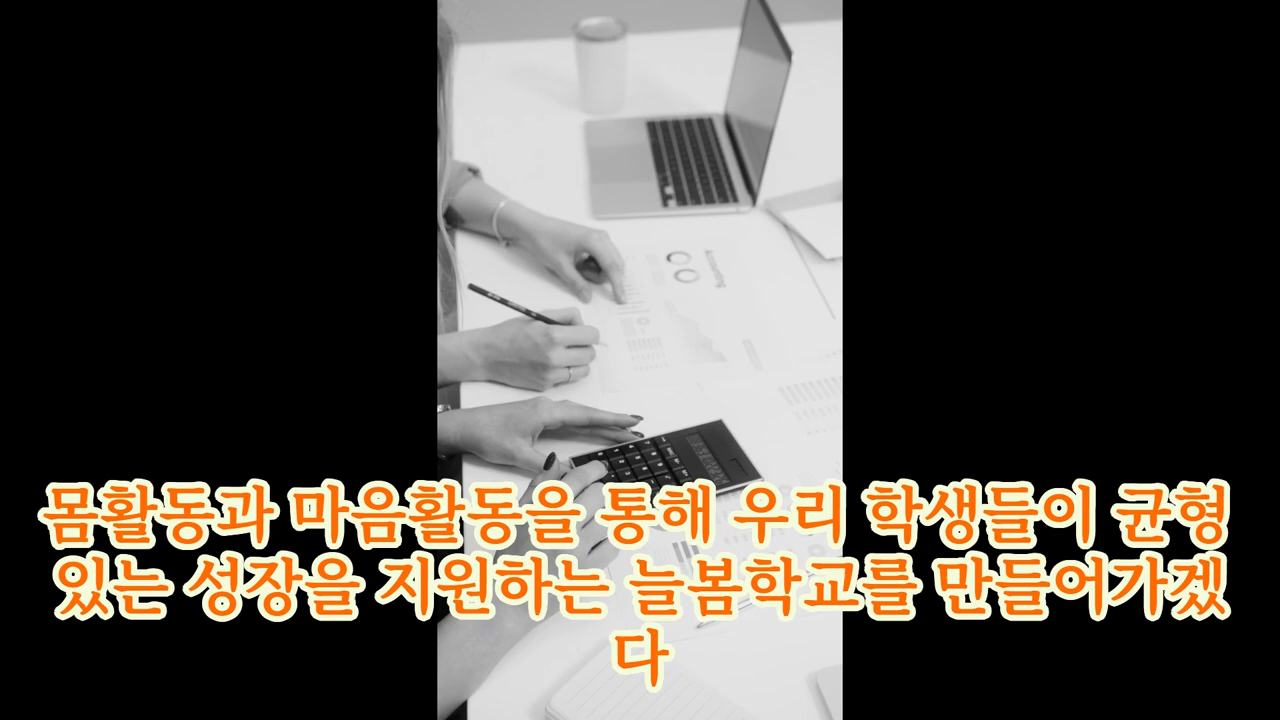 Accounting
몸활동과 마음활동을 통해 우리 학생들이 균형
있는 성장을 지원하는 늘봄학교를 만들어가겠
다